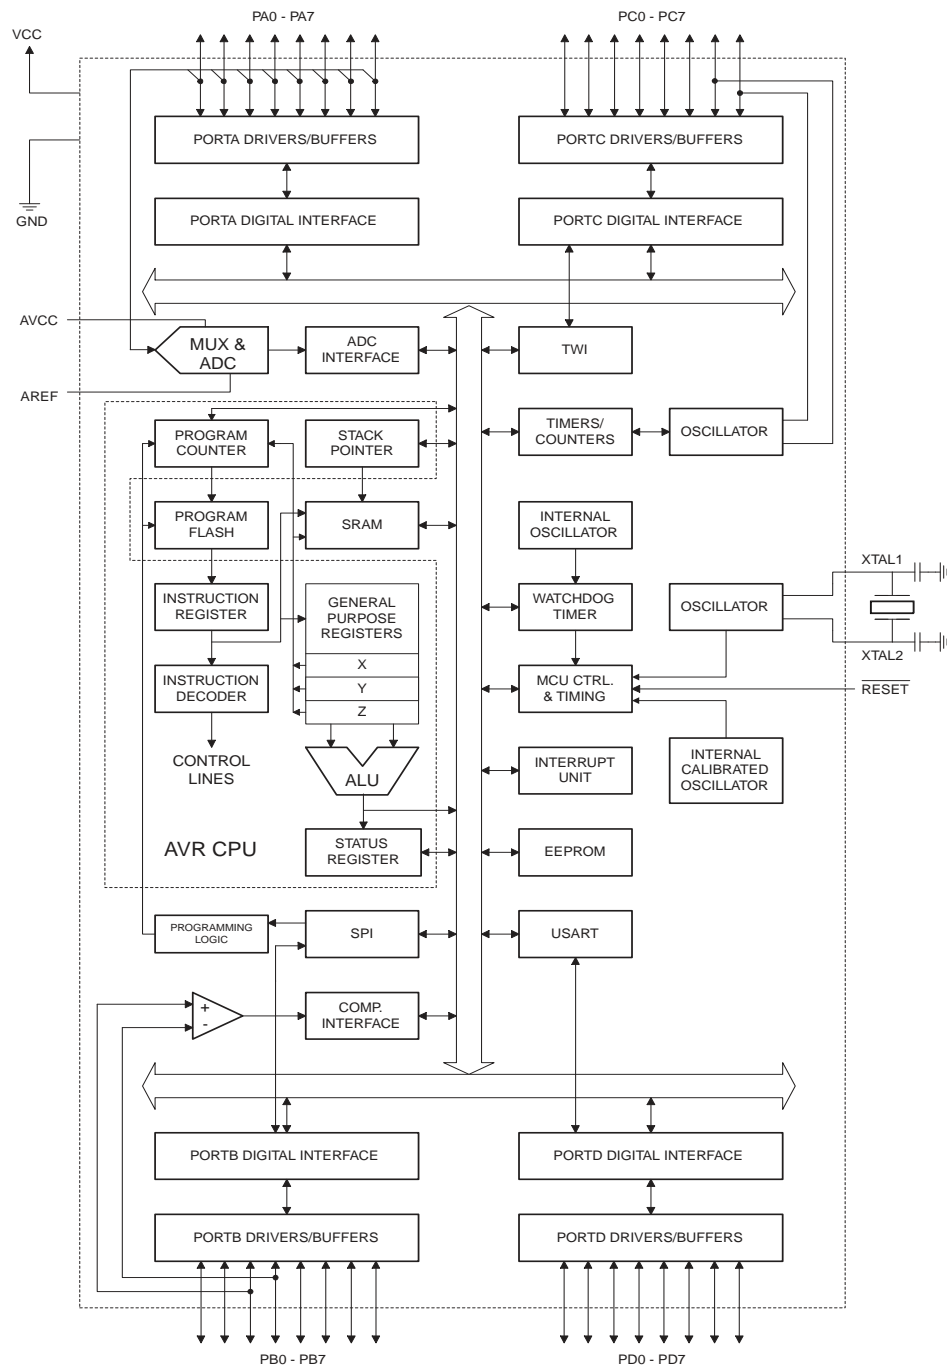 PA0 - PA7
PC0 - PC7
VCC
PORTA DRIVERS/BUFFERS
PORTC DRIVERS/BUFFERS
GND
PORTA DIGITAL INTERFACE
PORTC DIGITAL INTERFACE
AVCC
MUX &
ADC
ADC
INTERFACE
TWI
AREF
PROGRAM
COUNTER
STACK
POINTER
TIMERS/
COUNTERS
OSCILLATOR
PROGRAM
FLASH
SRAM
INTERNAL
OSCILLATOR
XTAL1
INSTRUCTION
REGISTER
GENERAL
PURPOSE
REGISTERS
WATCHDOG
TIMER
OSCILLATOR
XTAL2
X
INSTRUCTION
DECODER
Y
MCU CTRL.
& TIMING
RESET
Z
CONTROL
LINES
ALU
INTERRUPT
UNIT
INTERNAL
CALIBRATED
OSCILLATOR
AVR CPU
STATUS
REGISTER
EEPROM
PROGRAMMING
LOGIC
SPI
USART
+
-
COMP.
INTERFACE
PORTB DIGITAL INTERFACE
PORTD DIGITAL INTERFACE
PORTB DRIVERS/BUFFERS
PORTD DRIVERS/BUFFERS
PB0 - PB7
PD0 - PD7